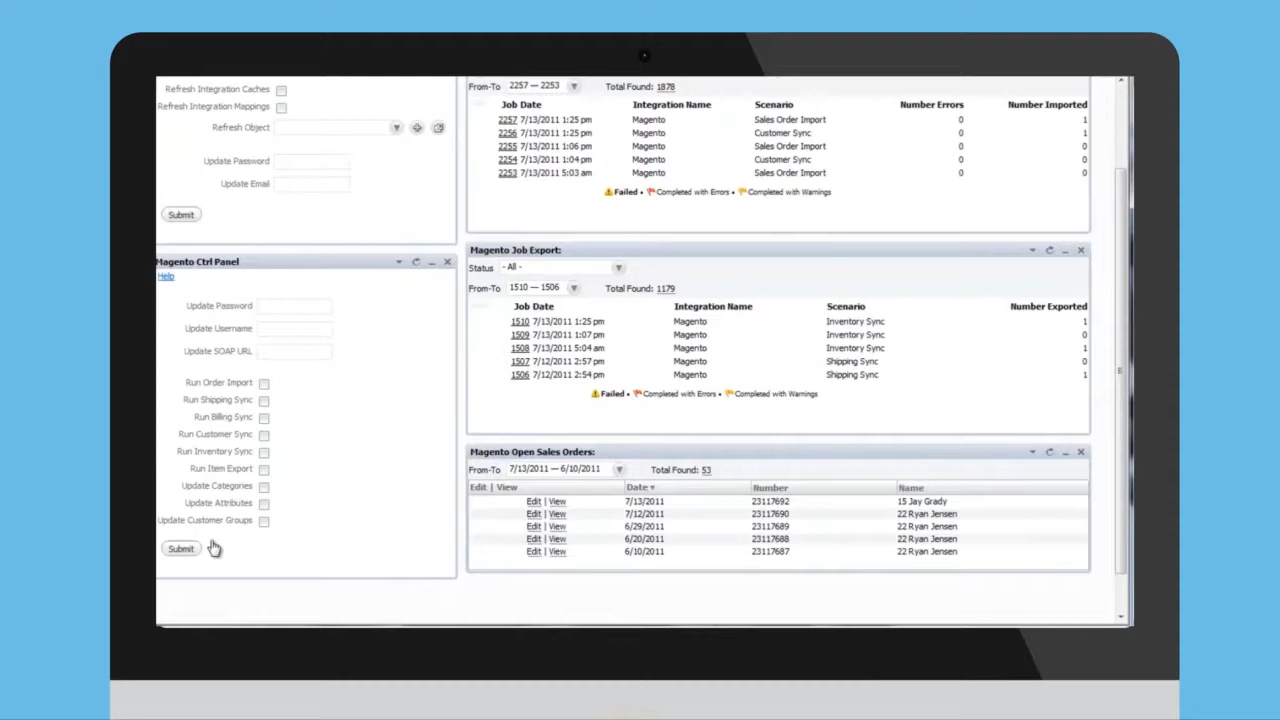 Refresh Integration Caches
Refresh Integration Mappings
Refresh Object
Update Password
Update Email
Submit
Magento Ctrl Panel
Help
Update Password
Update Username
Update SOAP URL
Run Order Import
Run Shipping Sync
Run Billing Sync
Run Customer Sync
Run Inventory Sync
Run Item Export
Update Categories
Update Attributes
Update Customer Groups
Submit
From-To 2257 — 2253 Total Found: 1878
Job Date Integration Name Scenario Number Errors Number Imported
2257 7/13/2011 1:25 pm Magento Sales Order Import 0 1
2256 7/13/2011 1:25 pm Magento Customer Sync 0 1
2255 7/13/2011 1:06 pm Magento Sales Order Import 0 0
2254 7/13/2011 1:04 pm Magento Customer Sync 0 0
2253 7/13/2011 5:03 am Magento Sales Order Import 0 0
Failed • Completed with Errors • Completed with Warnings
Magento Job Export:
Status - All -
From-To 1510 — 1506 Total Found: 1179
Job Date Integration Name Scenario Number Exported
1510 7/13/2011 1:25 pm Magento Inventory Sync 1
1509 7/13/2011 1:07 pm Magento Inventory Sync 0
1508 7/13/2011 5:04 am Magento Inventory Sync 1
1507 7/12/2011 2:57 pm Magento Shipping Sync 0
1506 7/12/2011 2:54 pm Magento Shipping Sync 1
Failed • Completed with Errors • Completed with Warnings
Magento Open Sales Orders:
From-To 7/13/2011 — 6/10/2011 Total Found: 53
Edit | View Date Number Name
Edit | View 7/13/2011 23117692 15 Jay Grady
Edit | View 7/12/2011 23117690 22 Ryan Jensen
Edit | View 6/29/2011 23117689 22 Ryan Jensen
Edit | View 6/20/2011 23117688 22 Ryan Jensen
Edit | View 6/10/2011 23117687 22 Ryan Jensen